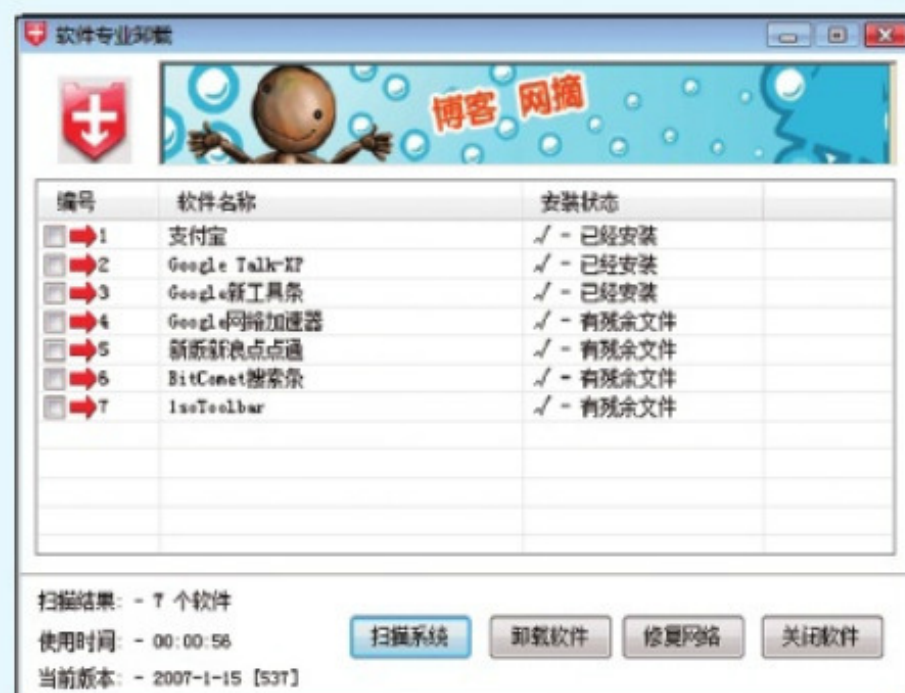 软件专业卸载
博客 网摘
编号 软件名称 安装状态
1 支付宝 √ - 已经安装
2 Google Talk-XP √ - 已经安装
3 Google新工具条 √ - 已经安装
4 Google网络加速器 √ - 有残余文件
5 新版新浪点点通 √ - 有残余文件
6 BitComet搜索条 √ - 有残余文件
7 IsoToolbar √ - 有残余文件
扫描结果: - 7 个软件
使用时间: - 00:00:56
扫描系统 卸载软件 修复网络 关闭软件
当前版本: - 2007-1-15 [537]